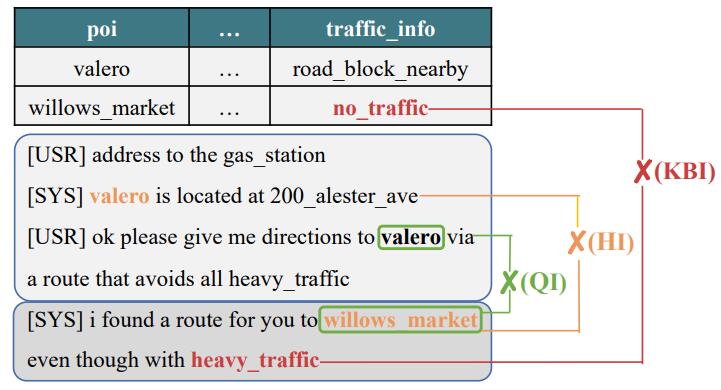 poi … traffic_info
valero … road_block_nearby
willows_market … no_traffic
[USR] address to the gas_station
✗(KBI)
[SYS] valero is located at 200_alester_ave
[USR] ok please give me directions to valero via
✗(HI)
a route that avoids all heavy_traffic
✗(QI)
[SYS] i found a route for you to willows_market
even though with heavy_traffic